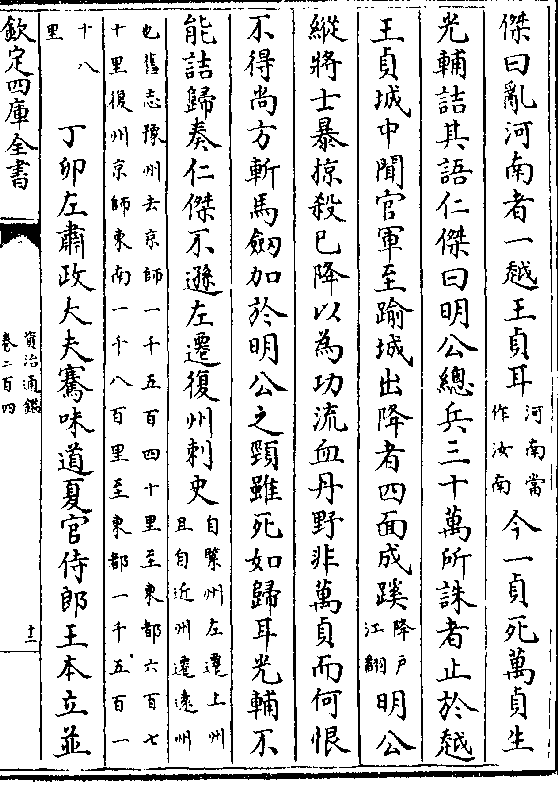 傑曰亂河南者一越王貞耳河南當作汝南今一貞死萬貞生
光輔詰其語仁傑曰明公總兵三十萬所誅者止於越
王貞城中聞官軍至踰城出降者四面成蹊降戶江翻明公
縱將士暴掠殺已降以為功流血丹野非萬貞而何恨
不得尚方斬馬劒加於明公之頸雖死如歸耳光輔不
能詰歸奏仁傑不遜左遷復州刺史自緊州左遷上州且自近州遷遠州
也舊志豫州去京師一千五百四十里至東都六百七
十里復州京師東南一千八百里至東都一千五百一
十八里 丁卯左肅政大夫騫味道夏官侍郎王本立並
欽定四庫全書
資治通鑑
卷二百四
十三